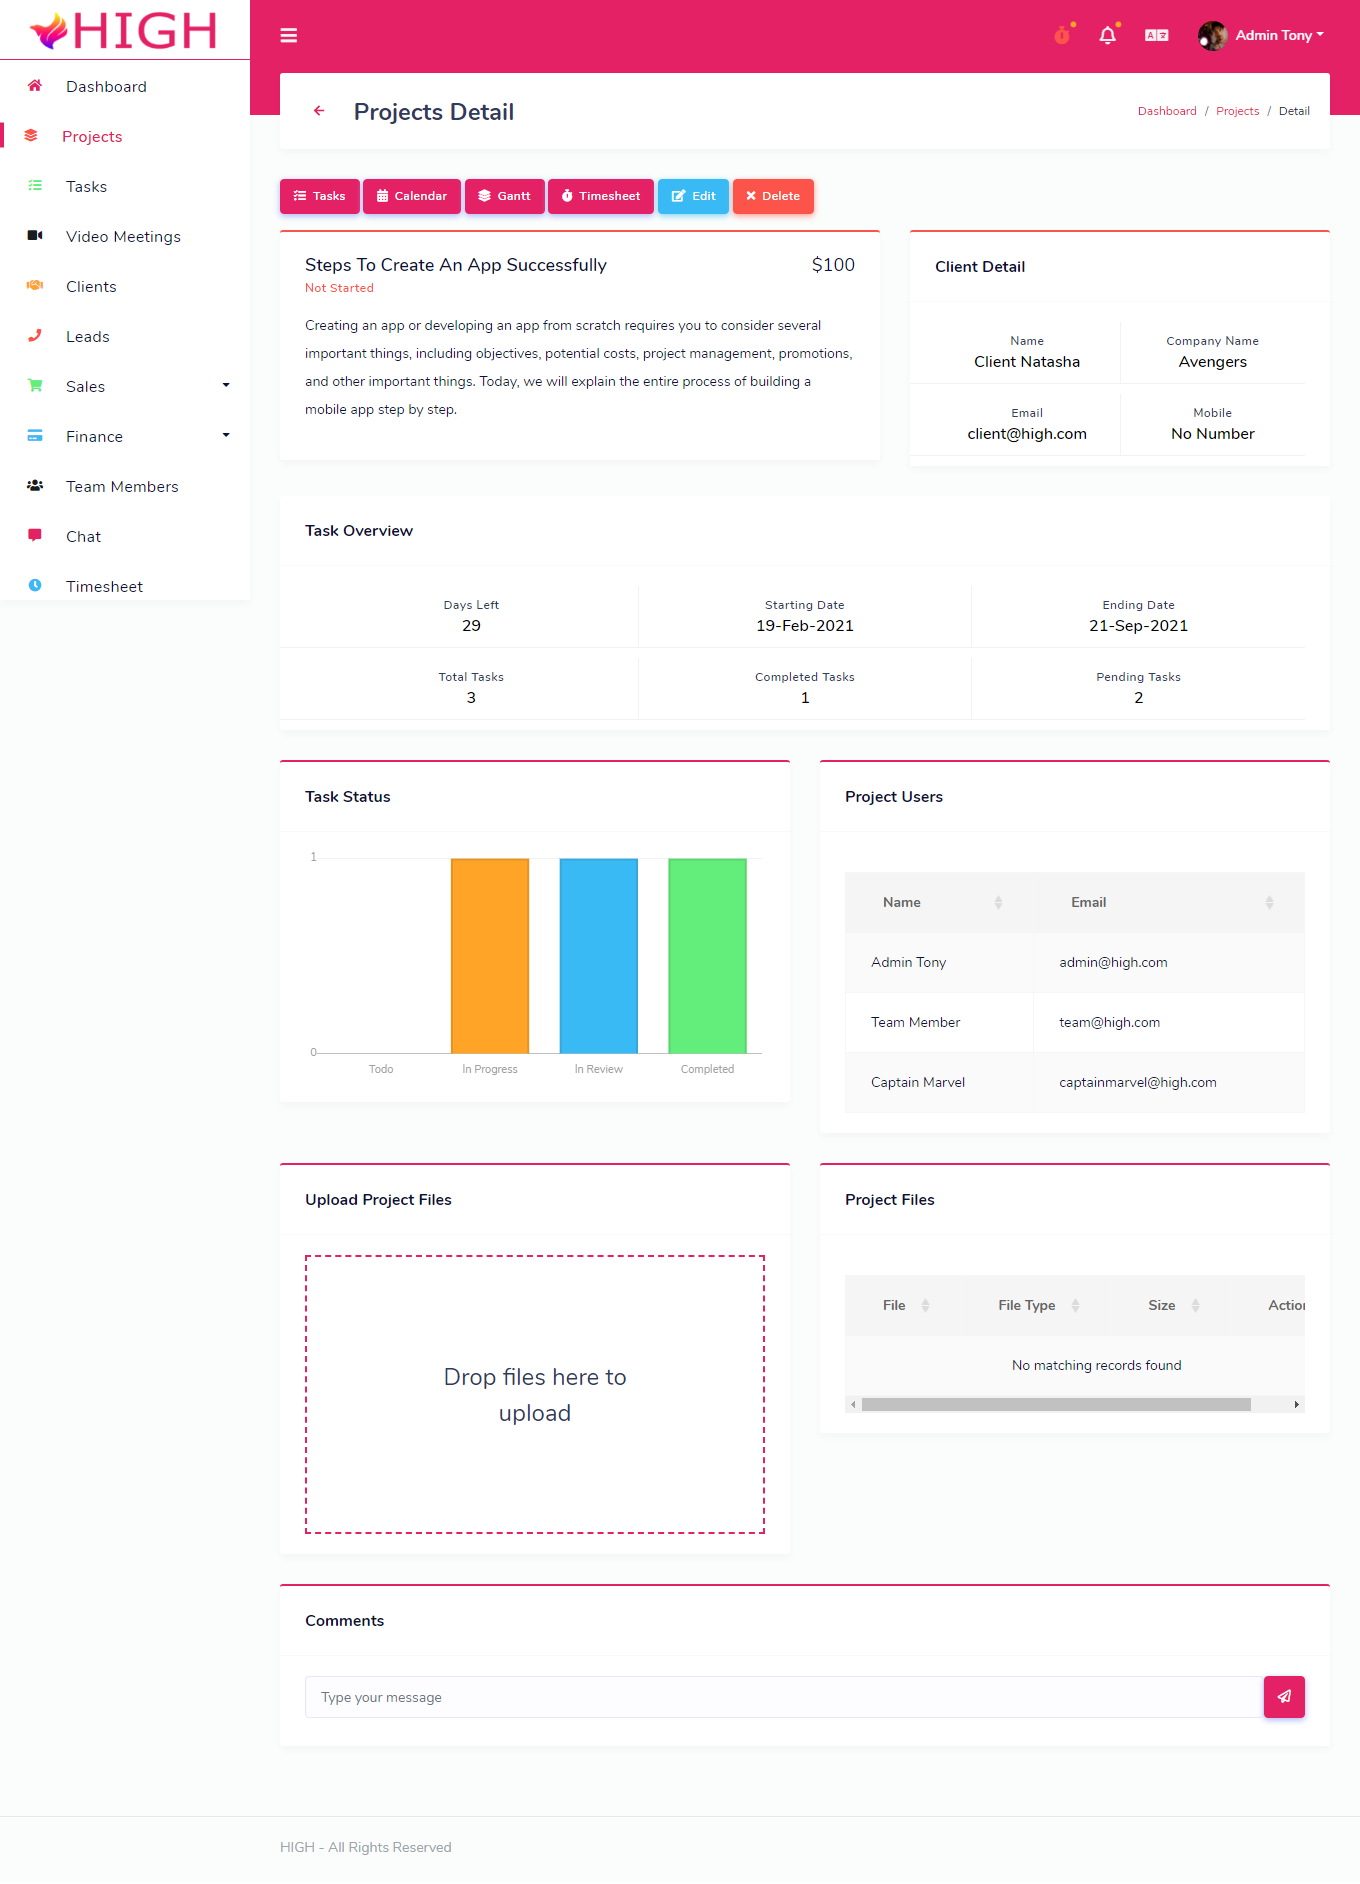 HIGH
Admin Tony
Dashboard
Projects
Tasks
Video Meetings
Clients
Leads
Sales
Finance
Team Members
Chat
Timesheet
Projects Detail
Dashboard / Projects / Detail
Tasks
Calendar
Gantt
Timesheet
Edit
Delete
Steps To Create An App Successfully
$100
Not Started
Creating an app or developing an app from scratch requires you to consider several
important things, including objectives, potential costs, project management, promotions,
and other important things. Today, we will explain the entire process of building a
mobile app step by step.
Client Detail
Name
Client Natasha
Company Name
Avengers
Email
client@high.com
Mobile
No Number
Task Overview
Days Left
29
Starting Date
19-Feb-2021
Ending Date
21-Sep-2021
Total Tasks
3
Completed Tasks
1
Pending Tasks
2
Task Status
1
0
Todo
In Progress
In Review
Completed
Project Users
Name Email
Admin Tony admin@high.com
Team Member team@high.com
Captain Marvel captainmarvel@high.com
Upload Project Files
Drop files here to
upload
Project Files
File File Type Size Action
No matching records found
Comments
Type your message
HIGH - All Rights Reserved